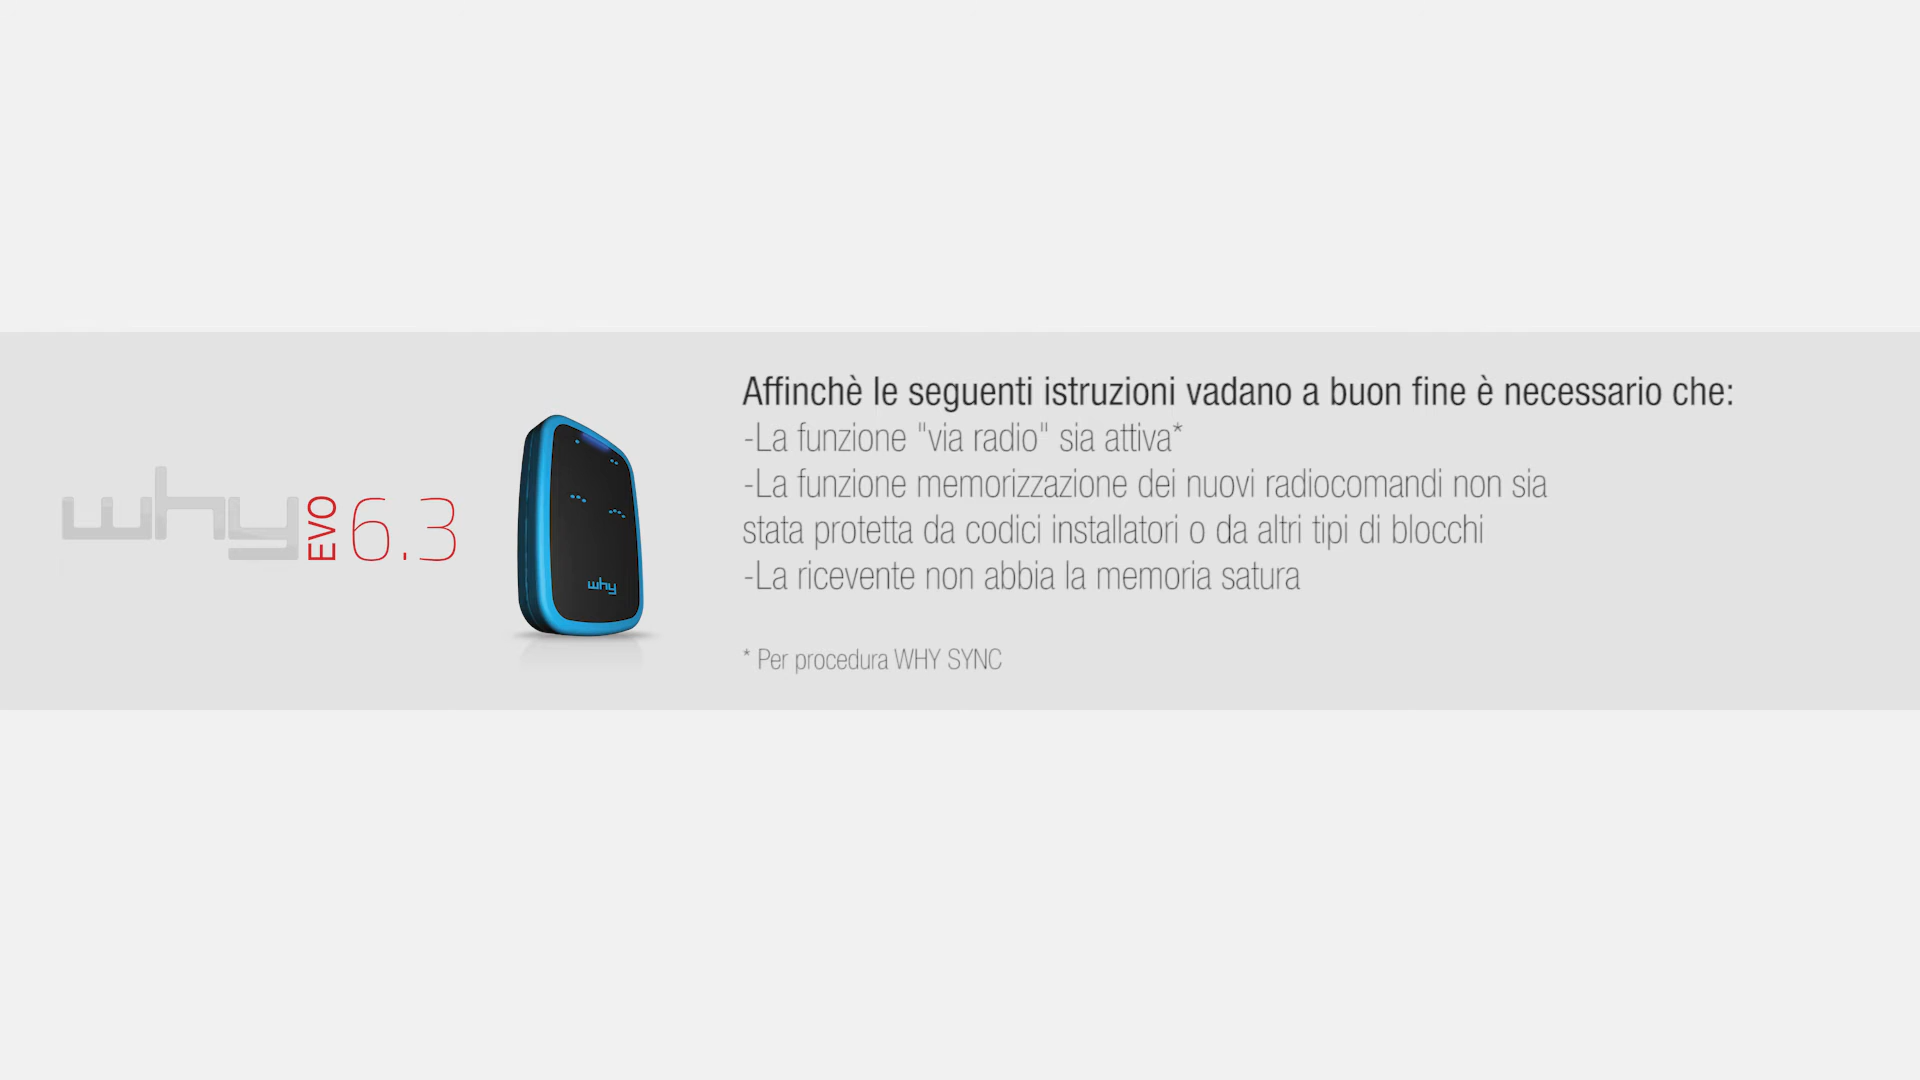 why EVO 6.3
why
Affinchè le seguenti istruzioni vadano a buon fine è necessario che:
-La funzione "via radio" sia attiva*
-La funzione memorizzazione dei nuovi radiocomandi non sia
stata protetta da codici installatori o da altri tipi di blocchi
-La ricevente non abbia la memoria satura
* Per procedura WHY SYNC